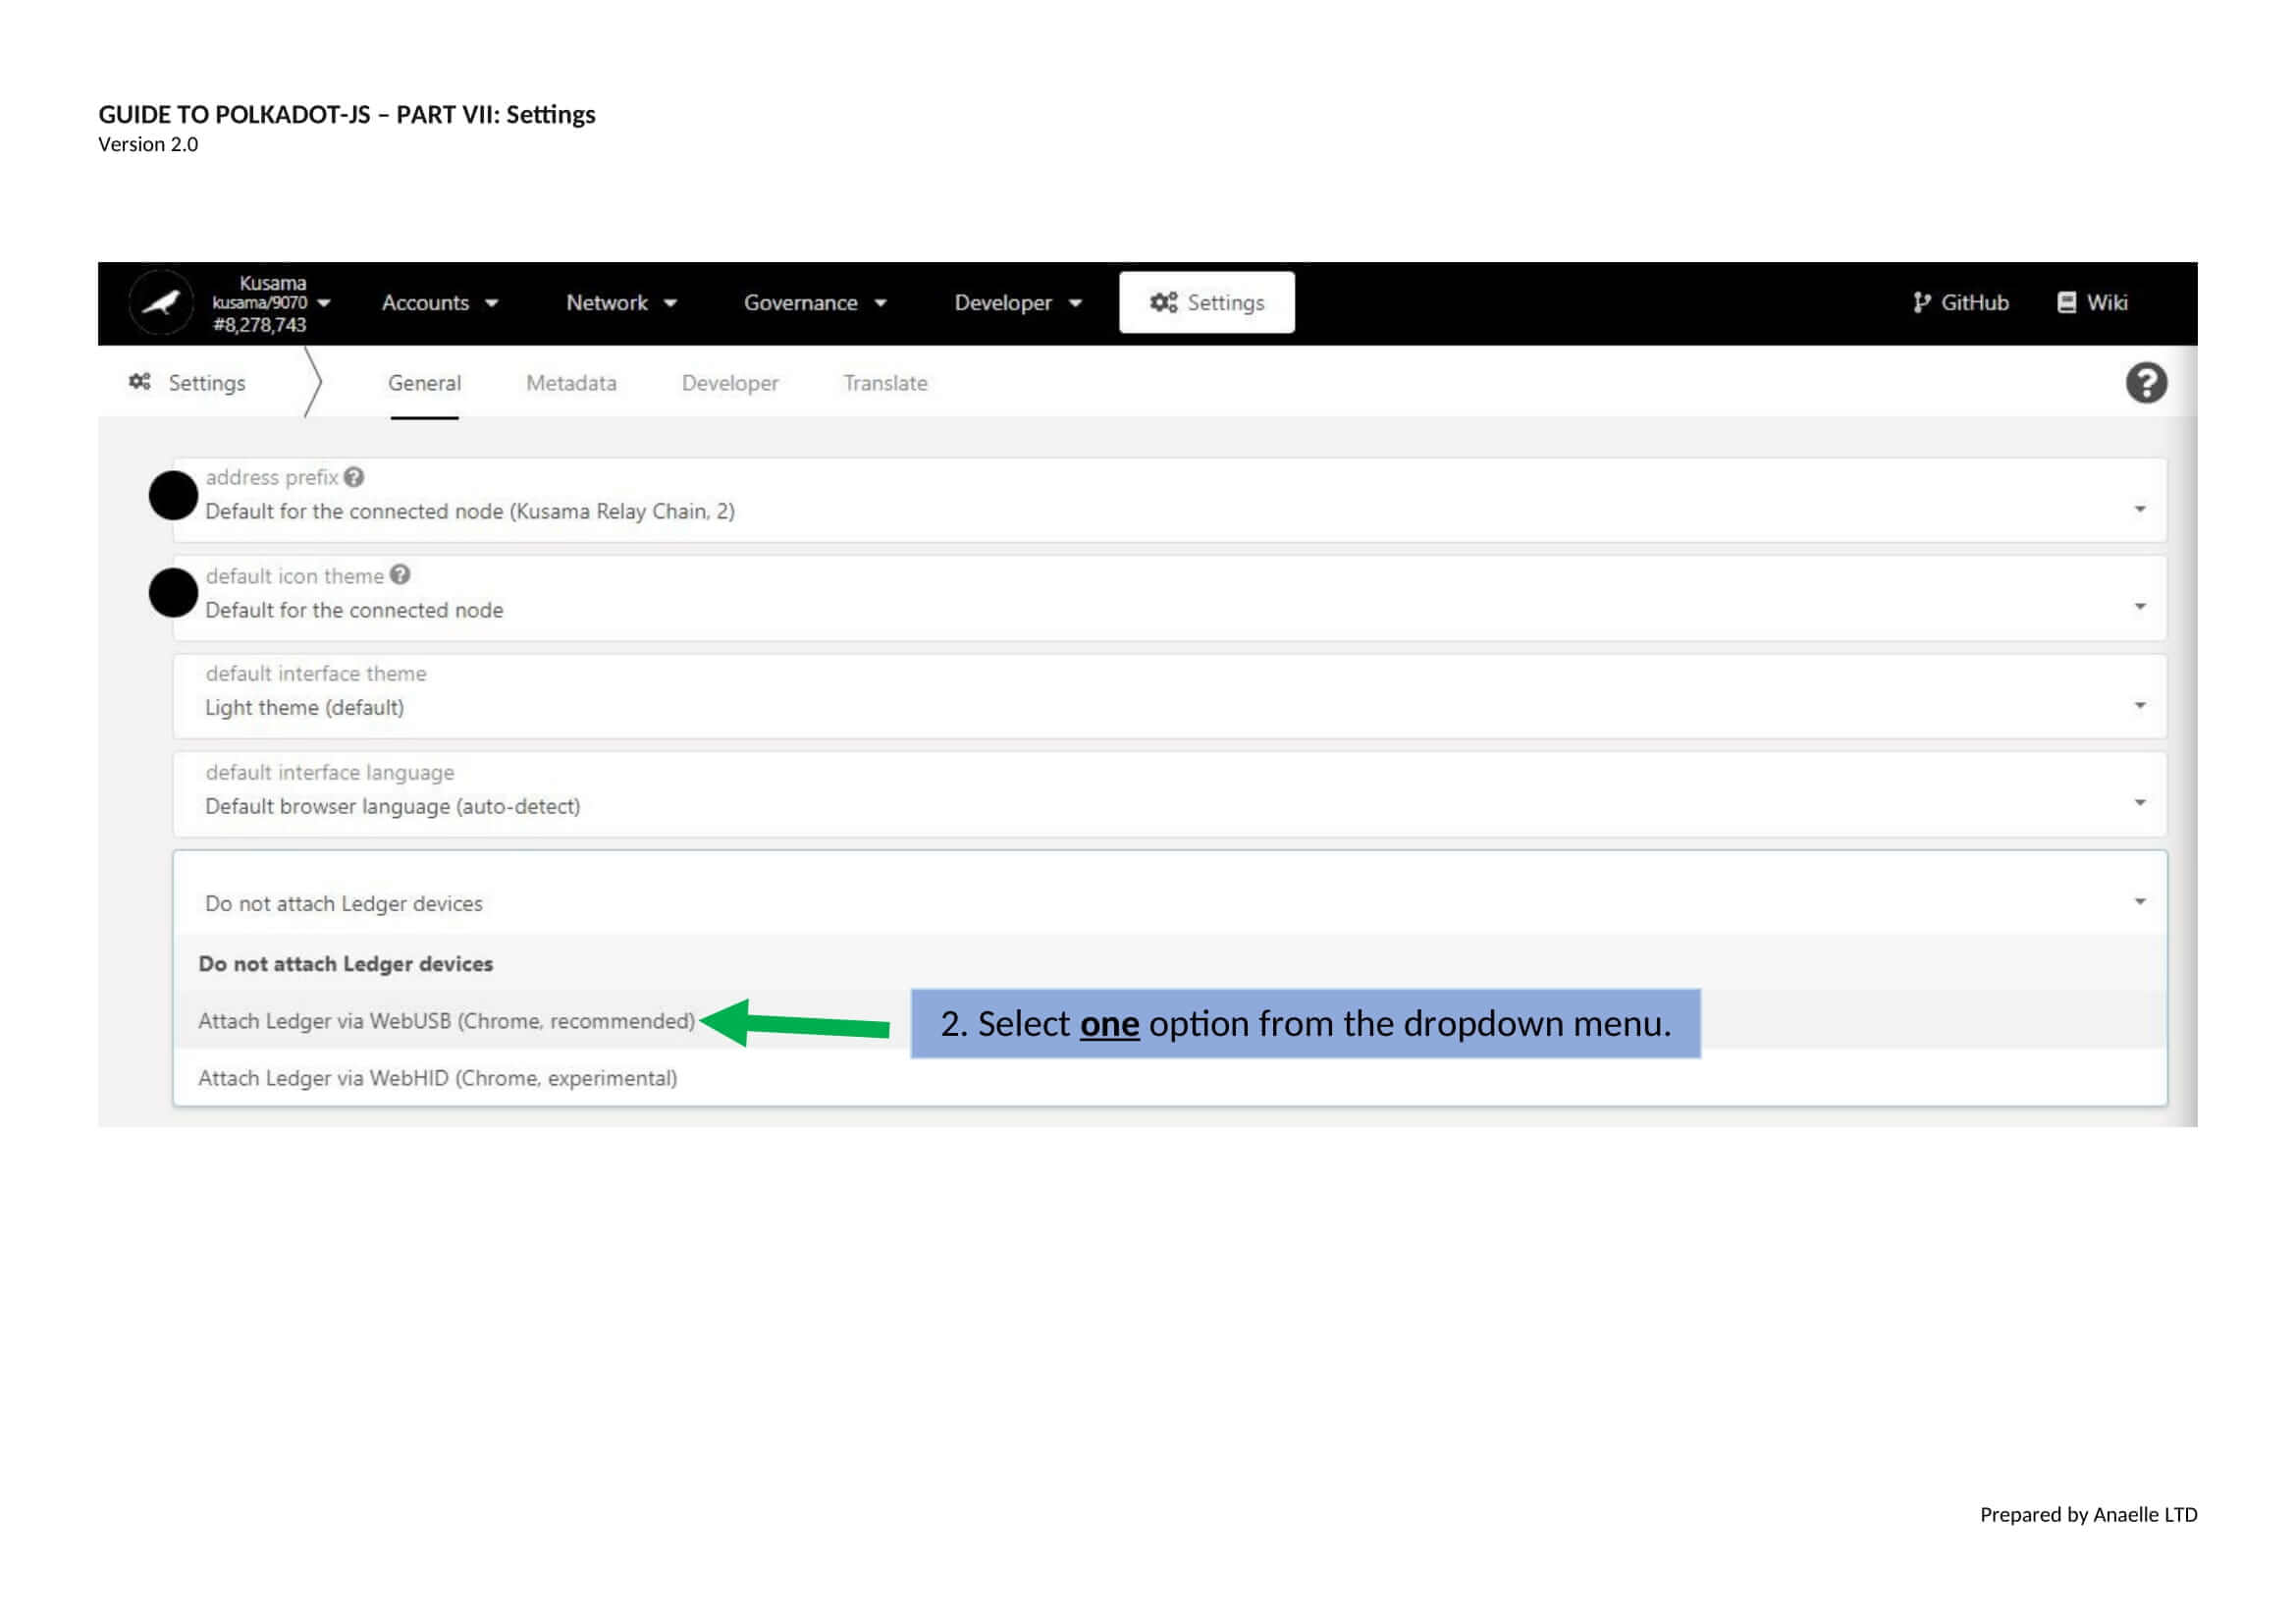 GUIDE TO POLKADOT-JS – PART VII: Settings
Version 2.0
Kusama
kusama/9070
#8,278,743
Accounts
Network
Governance
Developer
Settings
GitHub
Wiki
Settings
General
Metadata
Developer
Translate
address prefix
Default for the connected node (Kusama Relay Chain, 2)
default icon theme
Default for the connected node
default interface theme
Light theme (default)
default interface language
Default browser language (auto-detect)
Do not attach Ledger devices
Do not attach Ledger devices
Attach Ledger via WebUSB (Chrome, recommended)
2. Select one option from the dropdown menu.
Attach Ledger via WebHID (Chrome, experimental)
Prepared by Anaelle LTD